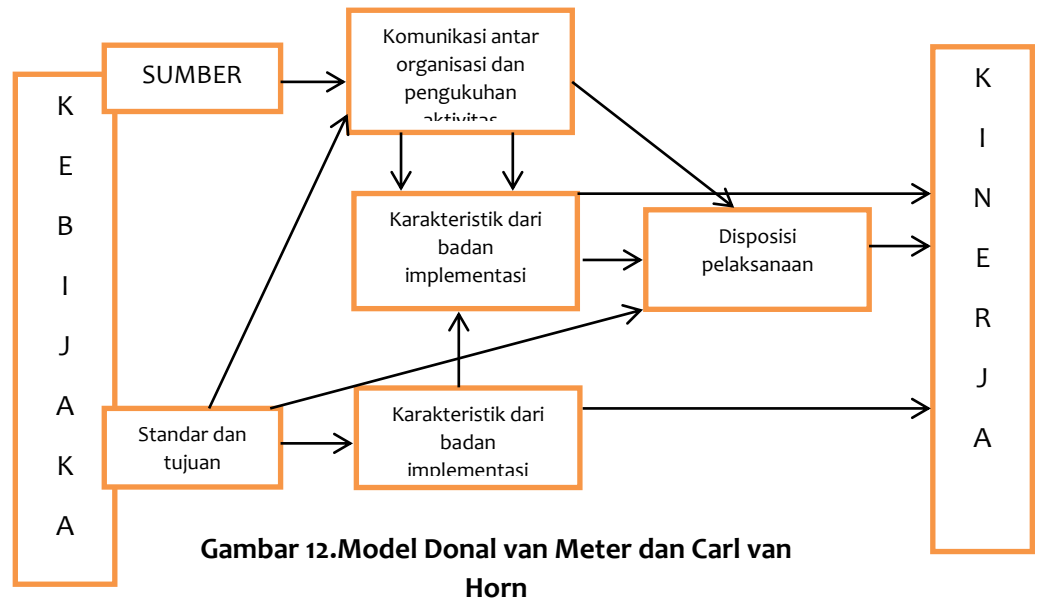 K
E
B
I
J
A
K
A
SUMBER
Komunikasi antar
organisasi dan
pengukuhan
aktivitas
Karakteristik dari
badan
implementasi
Disposisi
pelaksanaan
Standar dan
tujuan
Karakteristik dari
badan
implementasi
K
I
N
E
R
J
A
Gambar 12.Model Donal van Meter dan Carl van
Horn